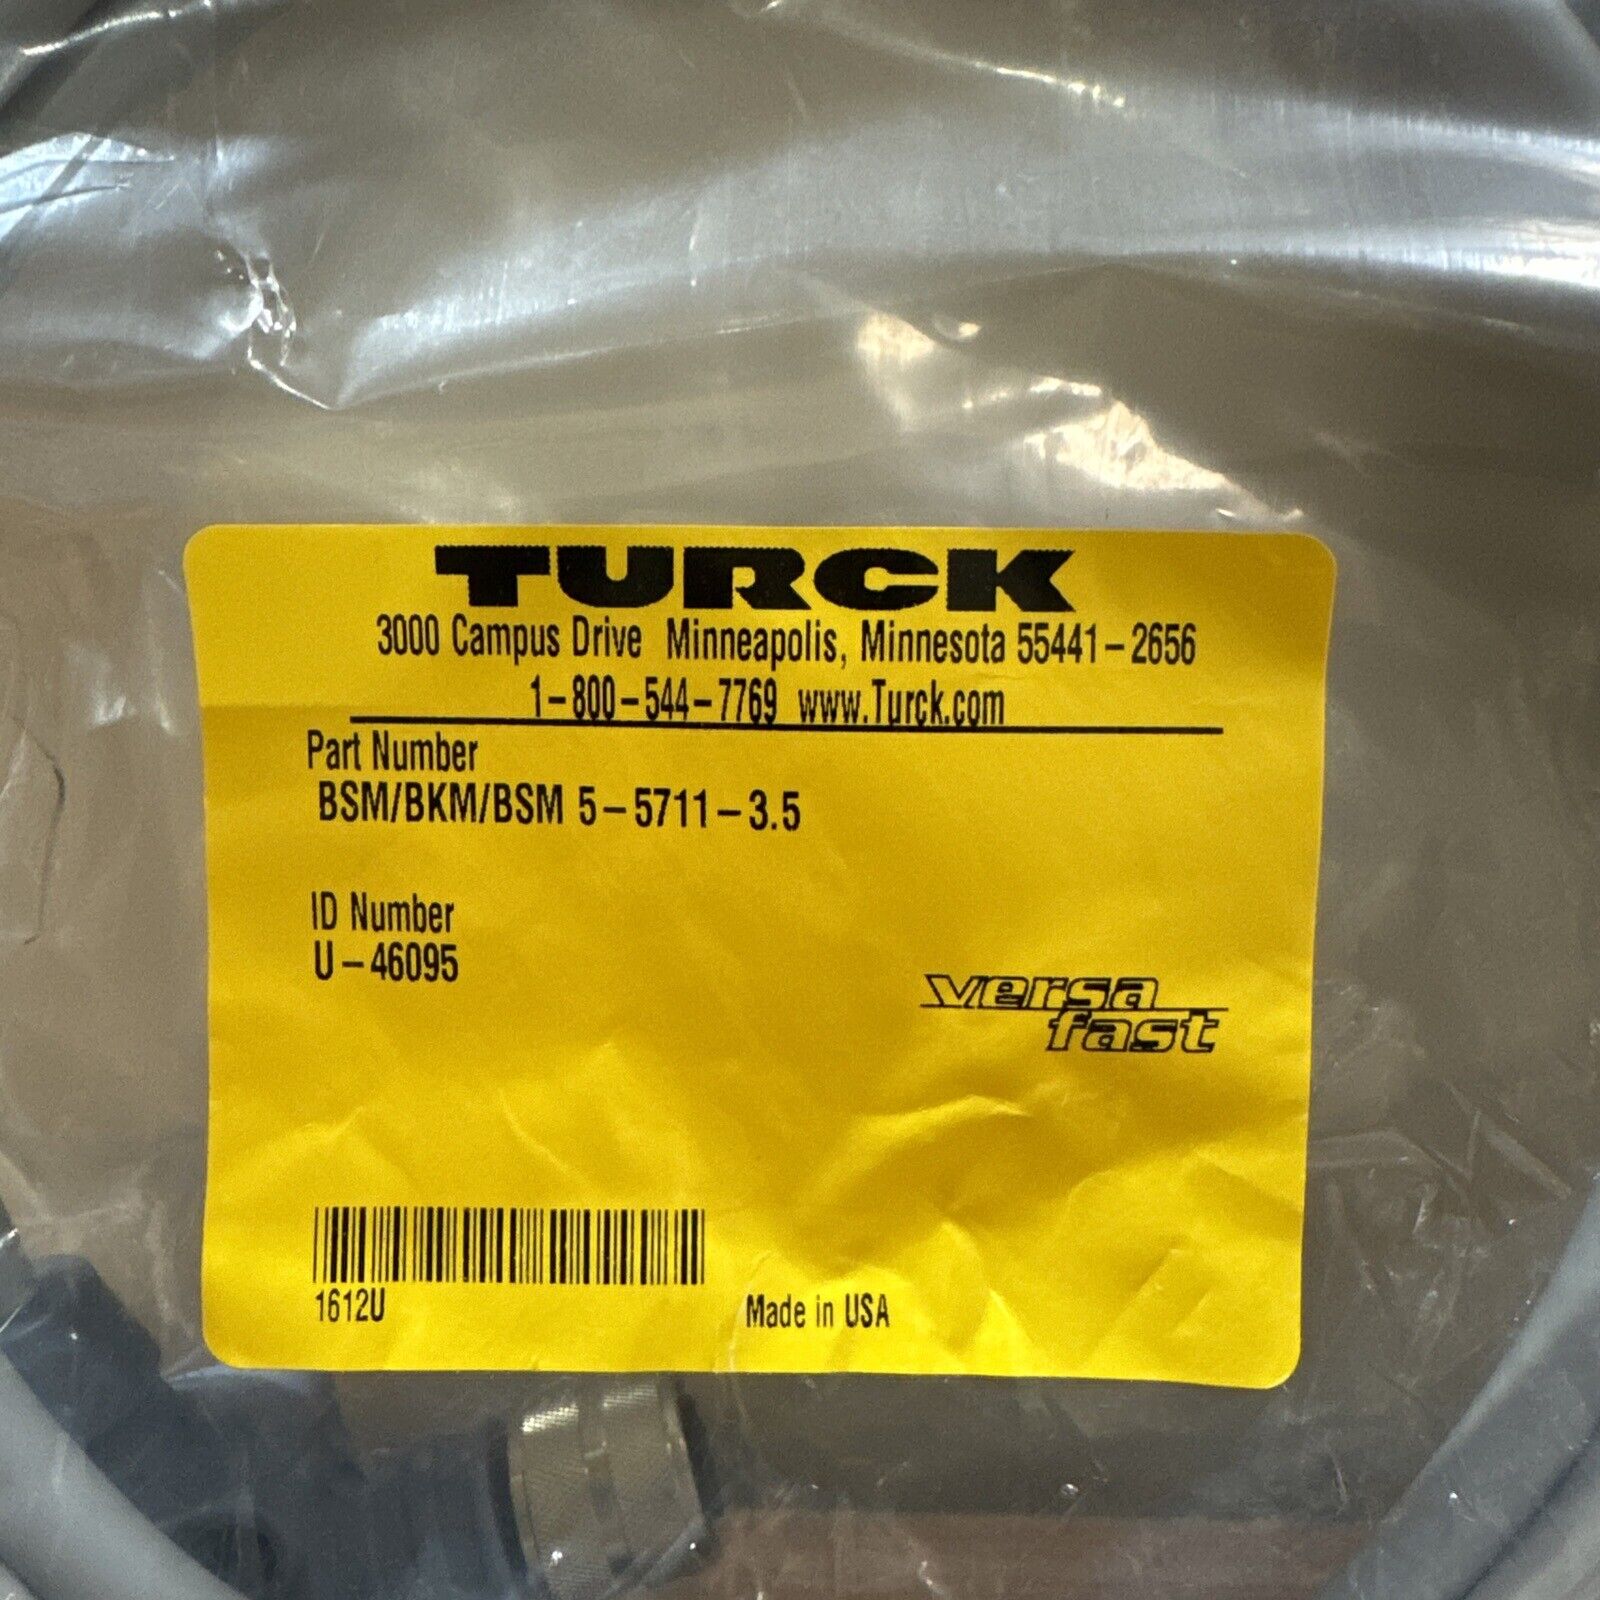 TURCK
3000 Campus Drive Minneapolis, Minnesota 55441-2656
1-800-544-7769 www.Turck.com
Part Number
BSM/BKM/BSM 5-5711-3.5
ID Number
U-46095
versa
fast
1612U
Made in USA